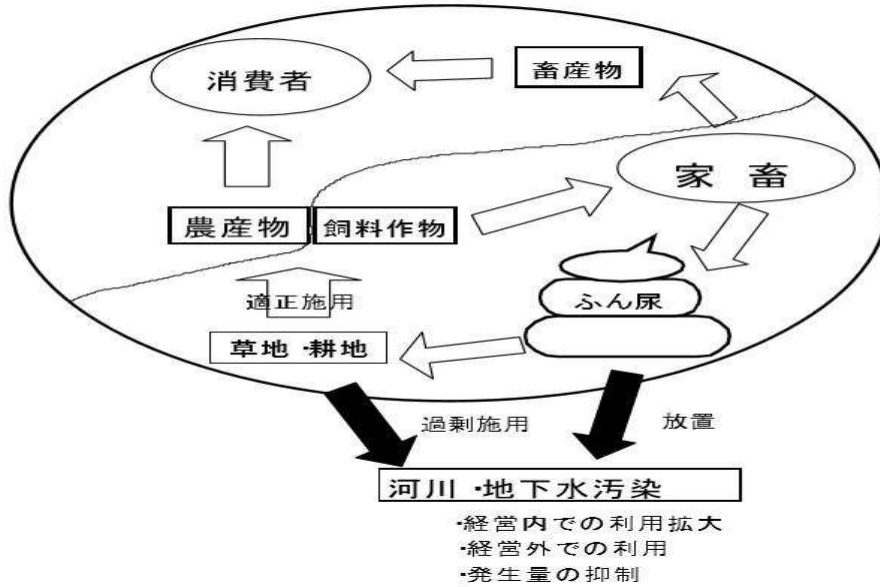 消費者
畜産物
家 畜
農産物
飼料作物
ふん尿
適正施用
草地・耕地
過剰施用
放置
河川・地下水汚染
・経営内での利用拡大
・経営外での利用
・発生量の抑制